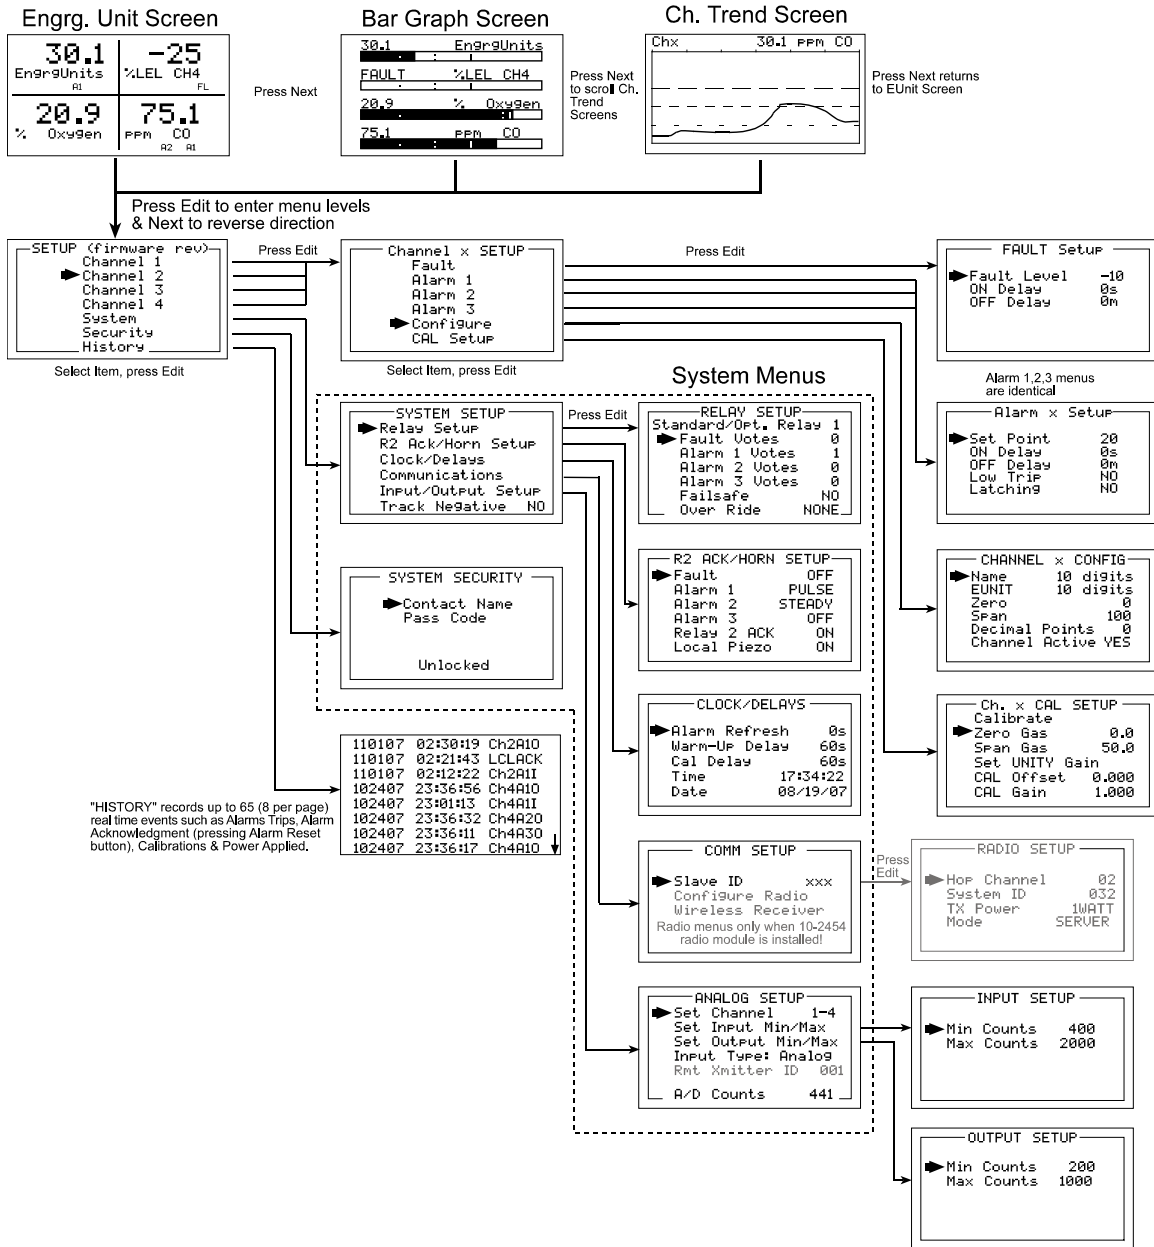 Engrg. Unit Screen
Bar Graph Screen
Ch. Trend Screen
30.1
EngrgUnits
A1
-25
%LEL CH4
FL
20.9
% Oxygen
75.1
PPM CO
A2 A1
Press Next
30.1 EngrgUnits
FAULT %LEL CH4
20.9 % Oxygen
75.1 PPM CO
Press Next
to scroll Ch.
Trend
Screens
Chx 30.1 PPM CO
Press Next returns
to EUnit Screen
Press Edit to enter menu levels
& Next to reverse direction
SETUP (firmware rev)
Channel 1
Channel 2
Channel 3
Channel 4
System
Security
History
Select Item, press Edit
Press Edit
Channel x SETUP
Fault
Alarm 1
Alarm 2
Alarm 3
Configure
CAL Setup
Select Item, press Edit
Press Edit
FAULT Setup
Fault Level -10
ON Delay 0s
OFF Delay 0m
Alarm 1,2,3 menus
are identical
Alarm x Setup
Set Point 20
ON Delay 0s
OFF Delay 0m
Low Trip NO
Latching NO
CHANNEL x CONFIG
Name 10 digits
EUNIT 10 digits
Zero 0
Span 100
Decimal Points 0
Channel Active YES
Ch. x CAL SETUP
Calibrate
Zero Gas 0.0
Span Gas 50.0
Set UNITY Gain
CAL Offset 0.000
CAL Gain 1.000
System Menus
SYSTEM SETUP
Relay Setup
R2 Ack/Horn Setup
Clock/Delays
Communications
Input/Output Setup
Track Negative NO
Press Edit
RELAY SETUP
Standard/Opt. Relay 1
Fault Votes 0
Alarm 1 Votes 1
Alarm 2 Votes 0
Alarm 3 Votes 0
Failsafe NO
Over Ride NONE
R2 ACK/HORN SETUP
Fault OFF
Alarm 1 PULSE
Alarm 2 STEADY
Alarm 3 OFF
Relay 2 ACK ON
Local Piezo ON
SYSTEM SECURITY
Contact Name
Pass Code
Unlocked
CLOCK/DELAYS
Alarm Refresh 0s
Warm-Up Delay 60s
Cal Delay 60s
Time 17:34:22
Date 08/19/07
110107 02:30:19 Ch2A1O
110107 02:21:43 LCLACK
110107 02:12:22 Ch2A1I
102407 23:36:56 Ch4A1O
102407 23:01:13 Ch4A1I
102407 23:36:32 Ch4A2O
102407 23:36:11 Ch4A3O
102407 23:36:17 Ch4A1O
"HISTORY" records up to 65 (8 per page)
real time events such as Alarms Trips, Alarm
Acknowledgment (pressing Alarm Reset
button), Calibrations & Power Applied.
COMM SETUP
Slave ID xxx
Configure Radio
Wireless Receiver
Radio menus only when 10-2454
radio module is installed!
Press
Edit
RADIO SETUP
Hop Channel 02
System ID 032
TX Power 1WATT
Mode SERVER
ANALOG SETUP
Set Channel 1-4
Set Input Min/Max
Set Output Min/Max
Input Type: Analog
Rmt Xmitter ID 001
A/D Counts 441
INPUT SETUP
Min Counts 400
Max Counts 2000
OUTPUT SETUP
Min Counts 200
Max Counts 1000